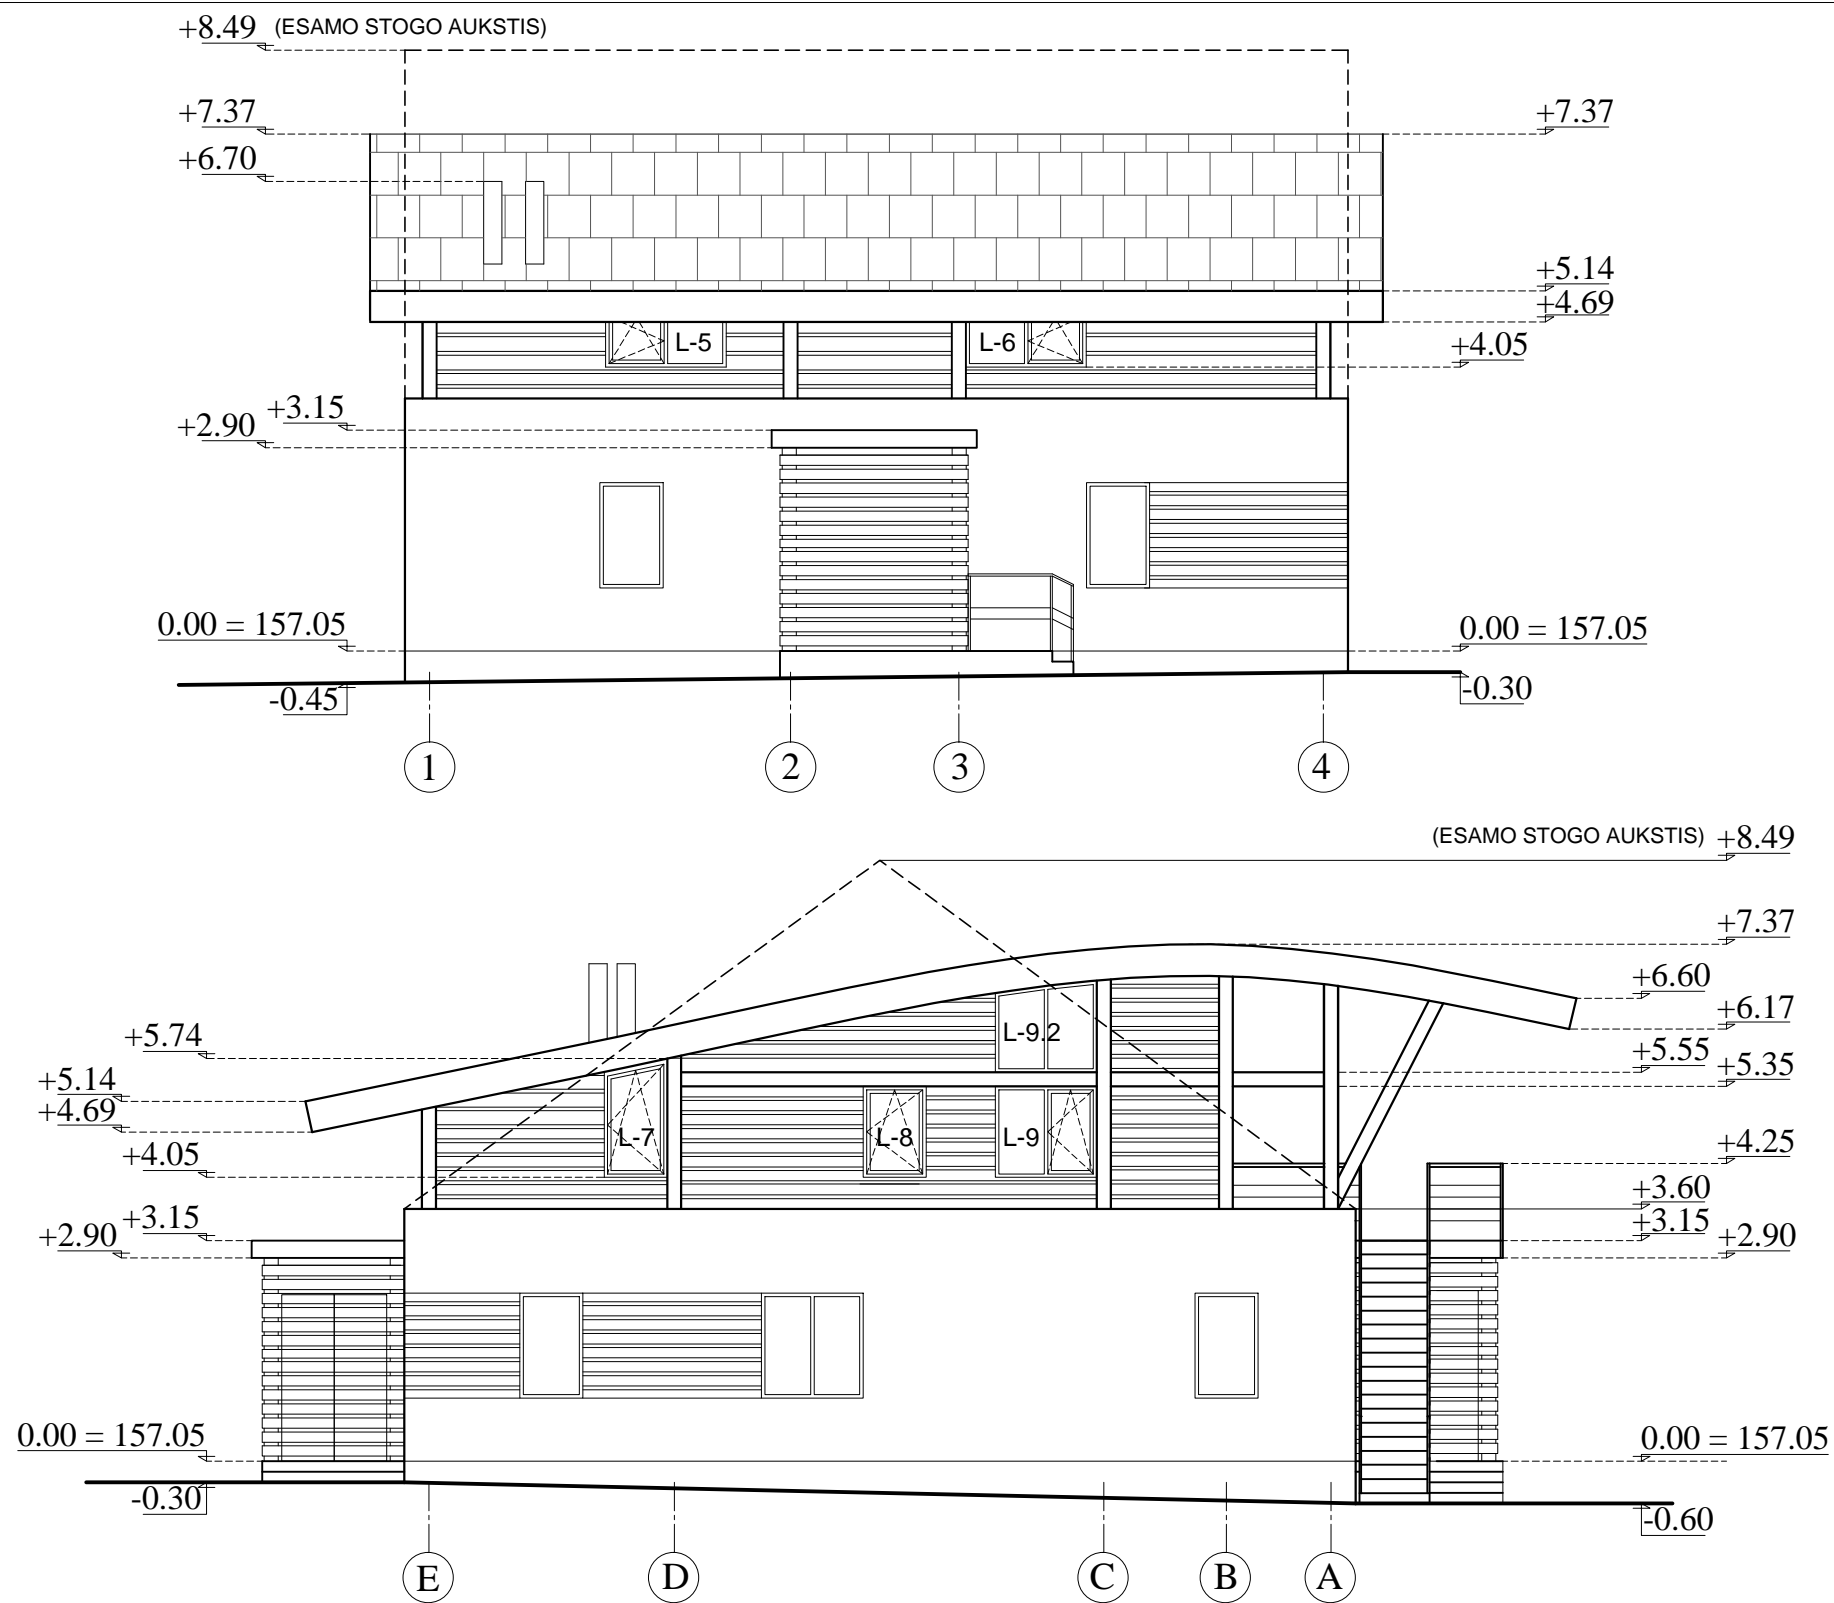 +8.49 (ESAMO STOGO AUKSTIS)
+7.37 +7.37
+6.70
+5.14
+4.69
L-5 L-6 +4.05
+3.15
+2.90
0.00 = 157.05 0.00 = 157.05
-0.45 -0.30
1 2 3 4
(ESAMO STOGO AUKSTIS) +8.49
+7.37
+6.60
+6.17
+5.74 L-9.2 +5.55
+5.35
+5.14
+4.69
L-7 L-8 L-9
+4.05 +4.25
+3.60
+3.15 +3.15
+2.90 +2.90
0.00 = 157.05 0.00 = 157.05
-0.30 -0.60
E D C B A